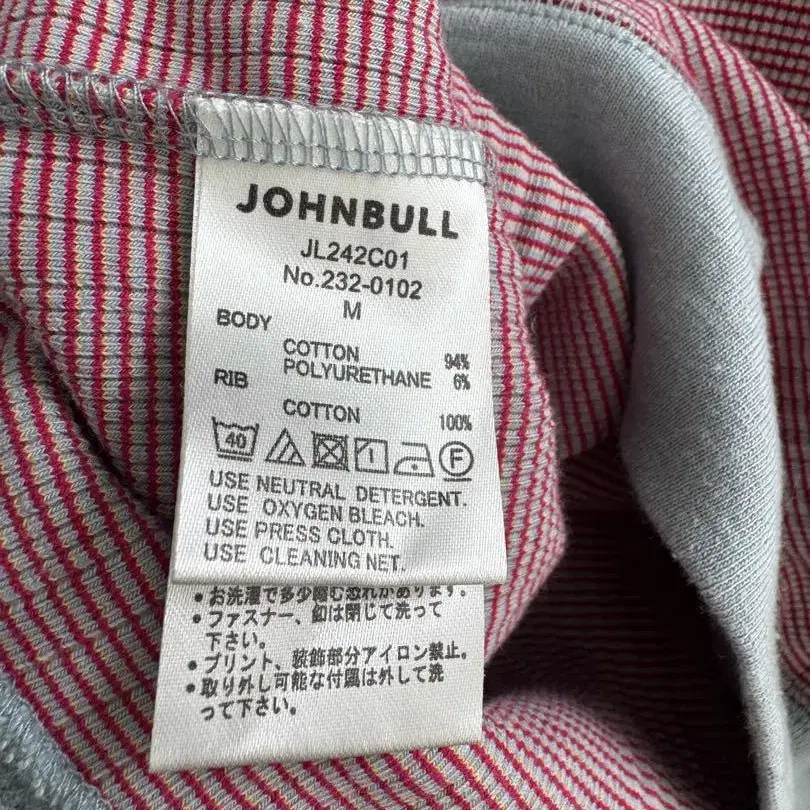 JOHNBULL
JL242C01
No.232-0102
M
BODY
COTTON 94%
POLYURETHANE 6%
RIB
COTTON 100%
40 F
USE NEUTRAL DETERGENT.
USE OXYGEN BLEACH.
USE PRESS CLOTH.
USE CLEANING NET.
•お洗濯で多少縮む恐れがあります.
•ファスナー、釦は閉じて洗って
下さい。
•プリント、装飾部分アイロン禁止。
•取り外し可能な付属は外して洗
って下さい。